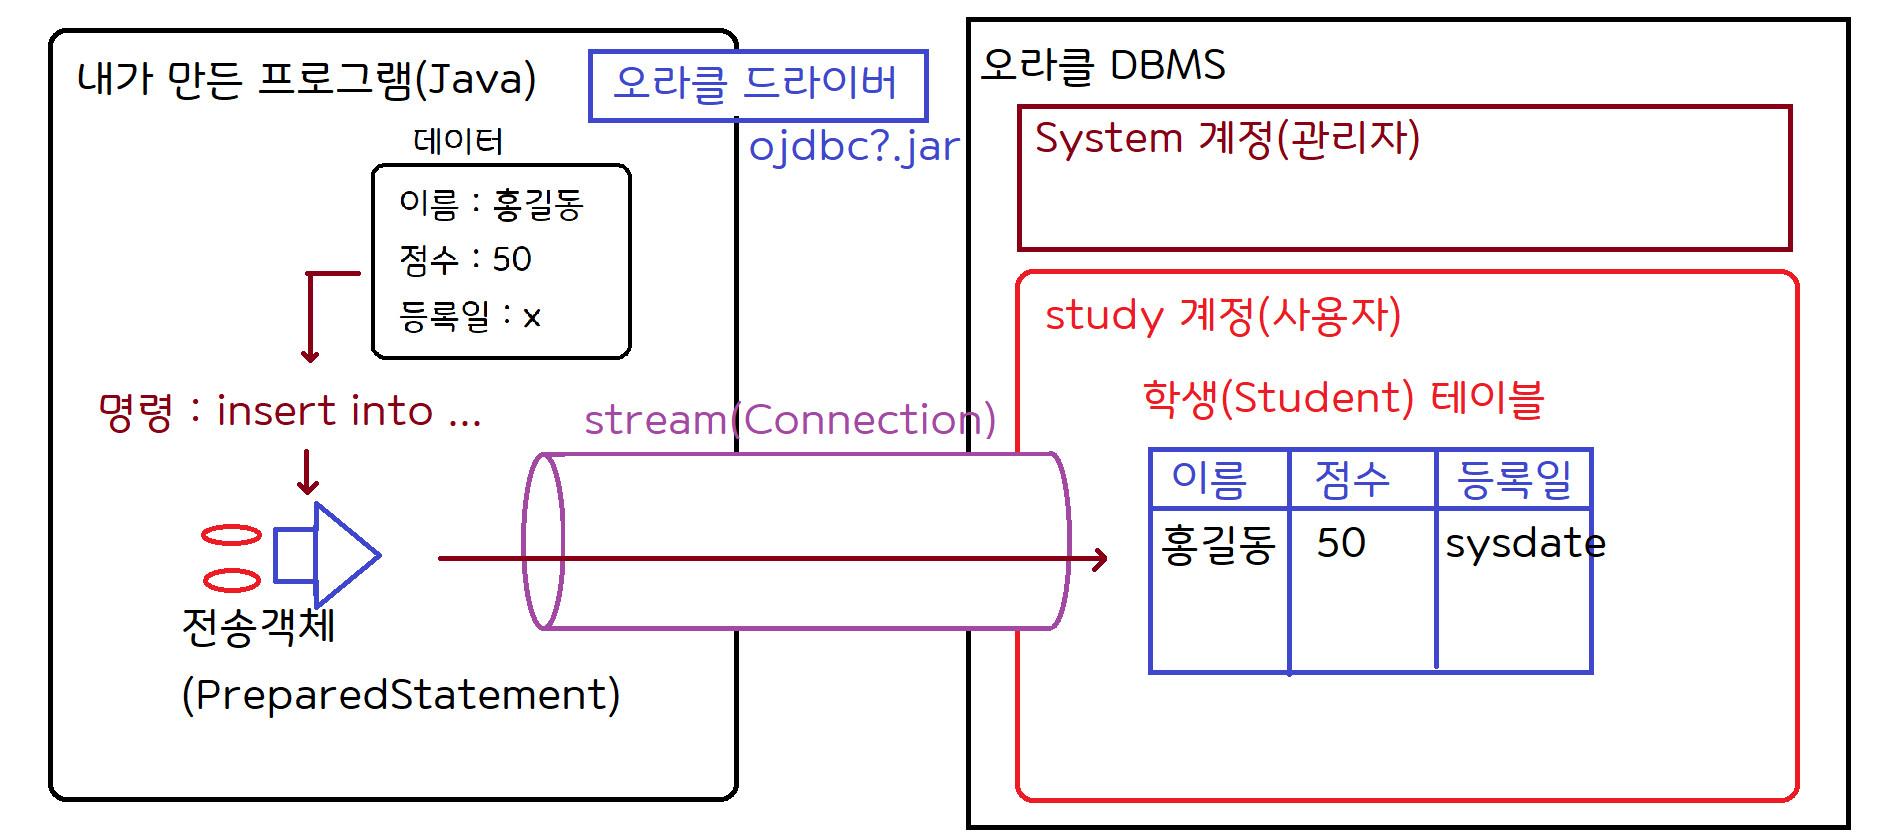 내가 만든 프로그램(Java)
오라클 드라이버
ojdbc?.jar
데이터
이름 : 홍길동
점수 : 50
등록일 : x
명령 : insert into ...
전송객체
(PreparedStatement)
stream(Connection)
오라클 DBMS
System 계정(관리자)
study 계정(사용자)
학생(Student) 테이블
이름 점수 등록일
홍길동 50 sysdate